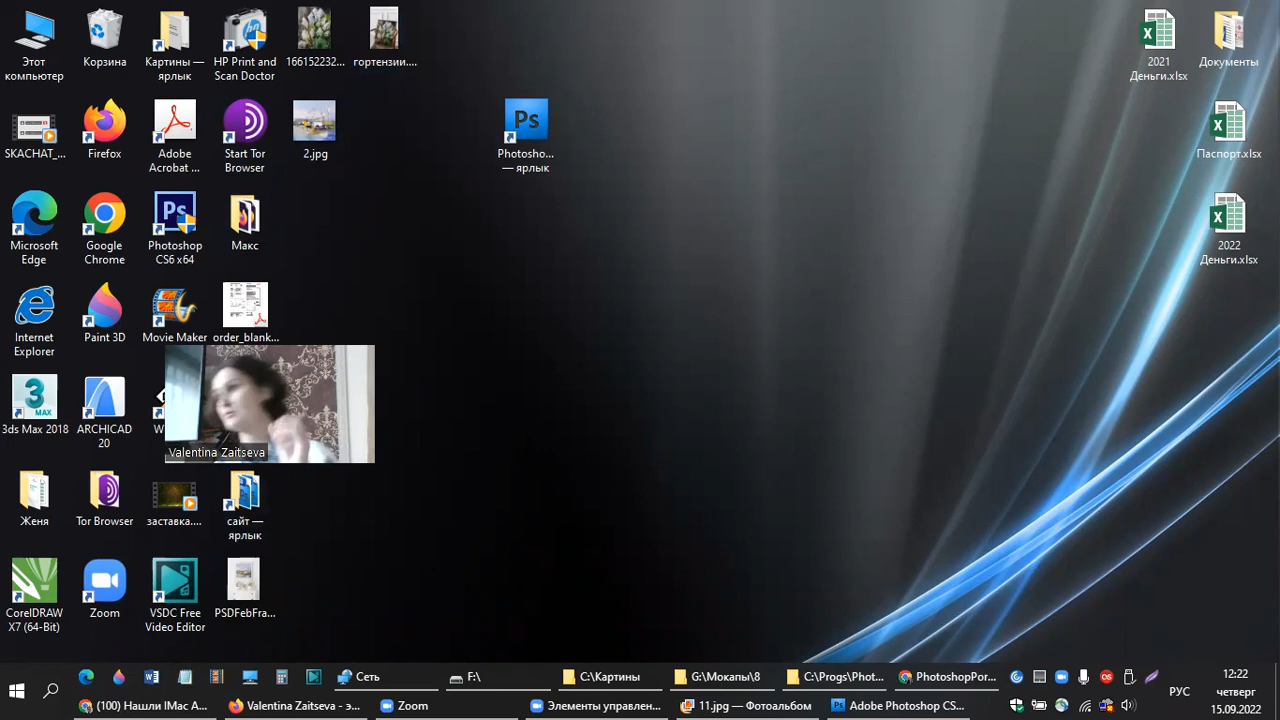 Этот
компьютер
Корзина
Картины —
ярлык
HP Print and
Scan Doctor
166152232...
гортензии....
2021
Деньги.xlsx
Документы
SKACHAT_...
Firefox
Adobe
Acrobat ...
Start Tor
Browser
2.jpg
Ps
Photosho...
— ярлык
X
Паспорт.xlsx
Microsoft
Edge
Google
Chrome
Ps
Photoshop
CS6 x64
Макс
X
2022
Деньги.xlsx
Internet
Explorer
Paint 3D
Movie Maker
order_blank...
3
MAX
3ds Max 2018
ARCHICAD
20
W
Valentina Zaitseva
Женя
Tor Browser
заставка....
сайт —
ярлык
CorelDRAW
X7 (64-Bit)
Zoom
VSDC Free
Video Editor
PSDFebFra...
Сеть
F:\
C:\Картины
G:\Мокапы\8
C:\Progs\Phot...
PhotoshopPor...
12:22
РУС
четверг
(100) Нашли IMac А...
Valentina Zaitseva - э...
Zoom
Элементы управлен...
11.jpg — Фотоальбом
Adobe Photoshop CS...
15.09.2022